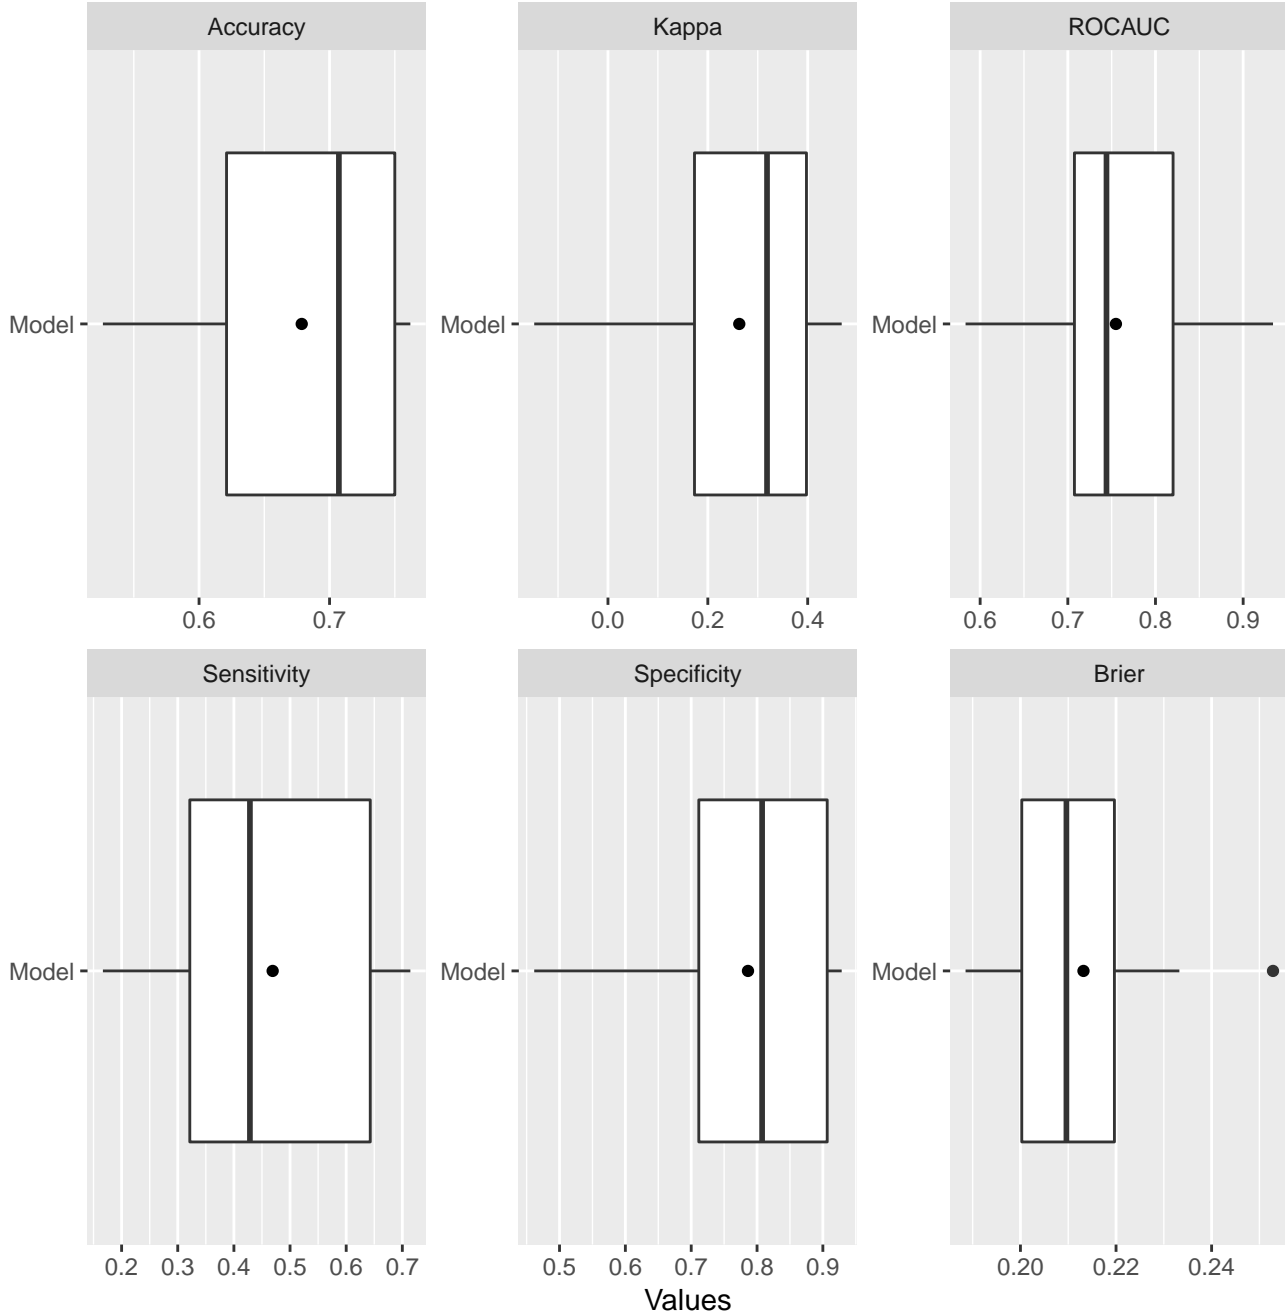 Accuracy Kappa ROCAUC
Model Model Model
0.6 0.7 0.0 0.2 0.4 0.6 0.7 0.8 0.9
Sensitivity Specificity Brier
Model Model Model
0.2 0.3 0.4 0.5 0.6 0.7 0.5 0.6 0.7 0.8 0.9 0.20 0.22 0.24
Values